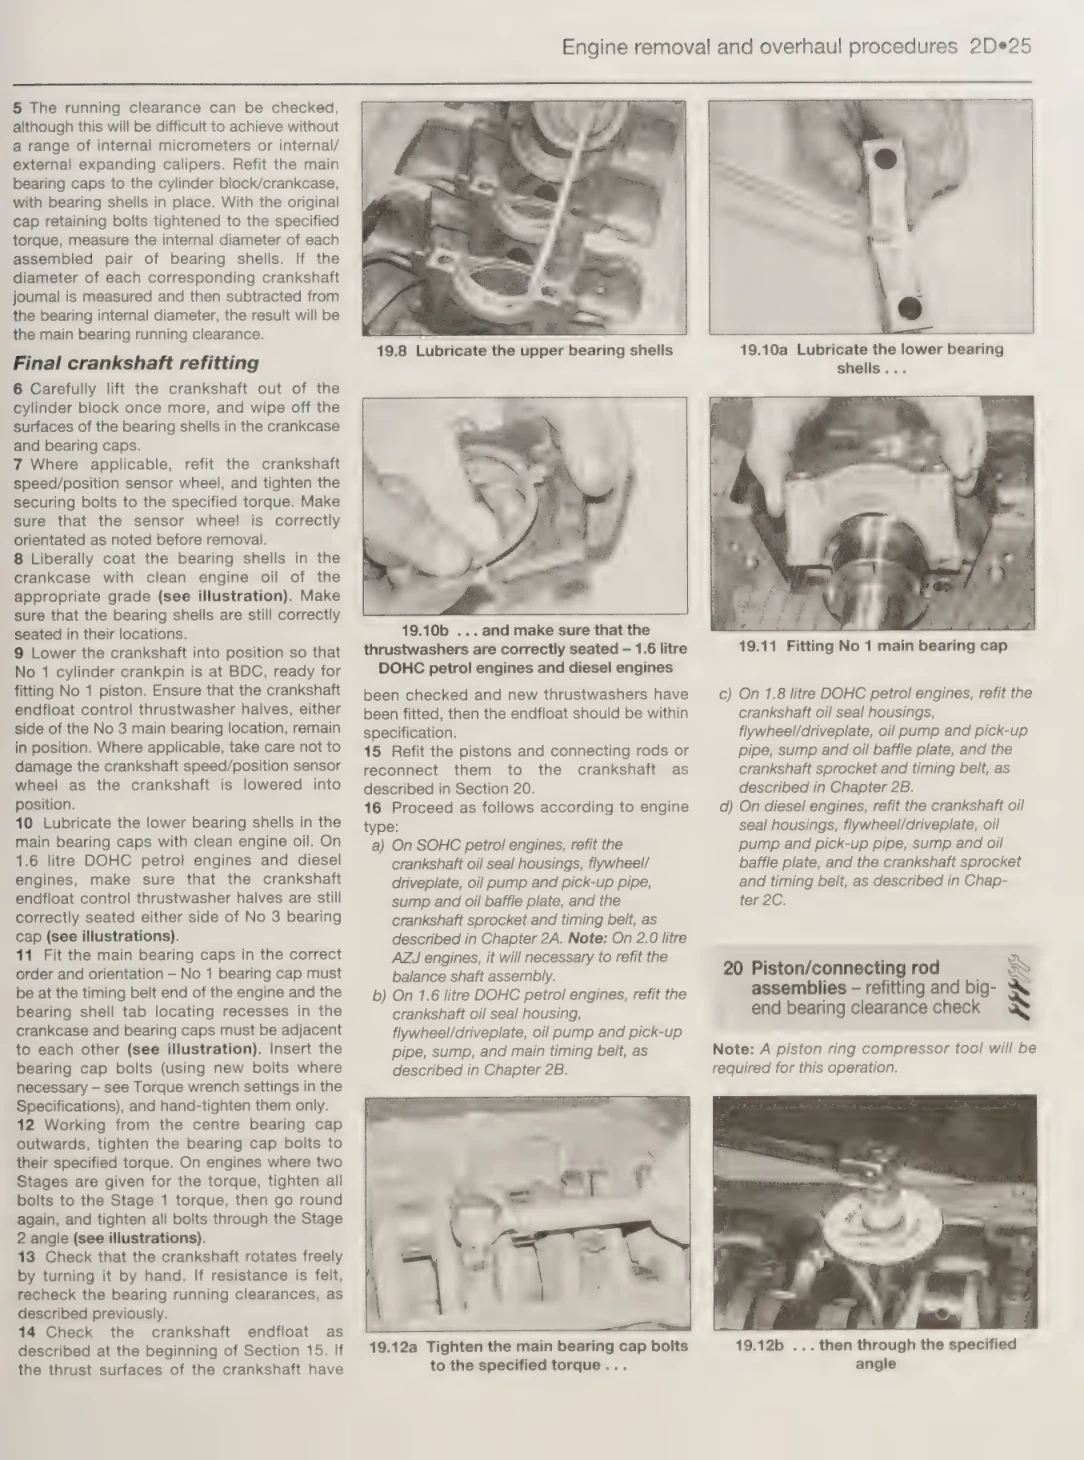 Engine removal and overhaul procedures 2D•25
5 The running clearance can be checked,
although this will be difficult to achieve without
a range of internal micrometers or internal/
external expanding calipers. Refit the main
bearing caps to the cylinder block/crankcase,
with bearing shells in place. With the original
cap retaining bolts tightened to the specified
torque, measure the internal diameter of each
assembled pair of bearing shells. If the
diameter of each corresponding crankshaft
journal is measured and then subtracted from
the bearing internal diameter, the result will be
the main bearing running clearance.
Final crankshaft refitting
6 Carefully lift the crankshaft out of the
cylinder block once more, and wipe off the
surfaces of the bearing shells in the crankcase
and bearing caps.
7 Where applicable, refit the crankshaft
speed/position sensor wheel, and tighten the
securing bolts to the specified torque. Make
sure that the sensor wheel is correctly
orientated as noted before removal.
8 Liberally coat the bearing shells in the
crankcase with clean engine oil of the
appropriate grade (see illustration). Make
sure that the bearing shells are still correctly
seated in their locations.
9 Lower the crankshaft into position so that
No 1 cylinder crankpin is at BDC, ready for
fitting No 1 piston. Ensure that the crankshaft
endfloat control thrustwasher halves, either
side of the No 3 main bearing location, remain
in position. Where applicable, take care not to
damage the crankshaft speed/position sensor
wheel as the crankshaft is lowered into
position.
10 Lubricate the lower bearing shells in the
main bearing caps with clean engine oil. On
1.6 litre DOHC petrol engines and diesel
engines, make sure that the crankshaft
endfloat control thrustwasher halves are still
correctly seated either side of No 3 bearing
cap (see illustrations).
11 Fit the main bearing caps in the correct
order and orientation – No 1 bearing cap must
be at the timing belt end of the engine and the
bearing shell tab locating recesses in the
crankcase and bearing caps must be adjacent
to each other (see illustration). Insert the
bearing cap bolts (using new bolts where
necessary – see Torque wrench settings in the
Specifications), and hand-tighten them only.
12 Working from the centre bearing cap
outwards, tighten the bearing cap bolts to
their specified torque. On engines where two
Stages are given for the torque, tighten all
bolts to the Stage 1 torque, then go round
again, and tighten all bolts through the Stage
2 angle (see illustrations).
13 Check that the crankshaft rotates freely
by turning it by hand. If resistance is felt,
recheck the bearing running clearances, as
described previously.
14 Check the crankshaft endfloat as
described at the beginning of Section 15. If
the thrust surfaces of the crankshaft have
19.8 Lubricate the upper bearing shells
19.10a Lubricate the lower bearing
shells . . .
19.10b . . . and make sure that the
thrustwashers are correctly seated – 1.6 litre
DOHC petrol engines and diesel engines
19.11 Fitting No 1 main bearing cap
been checked and new thrustwashers have
been fitted, then the endfloat should be within
specification.
15 Refit the pistons and connecting rods or
reconnect them to the crankshaft as
described in Section 20.
16 Proceed as follows according to engine
type:
a) On SOHC petrol engines, refit the
crankshaft oil seal housings, flywheel/
driveplate, oil pump and pick-up pipe,
sump and oil baffle plate, and the
crankshaft sprocket and timing belt, as
described in Chapter 2A. Note: On 2.0 litre
AZJ engines, it will necessary to refit the
balance shaft assembly.
b) On 1.6 litre DOHC petrol engines, refit the
crankshaft oil seal housing,
flywheel/driveplate, oil pump and pick-up
pipe, sump, and main timing belt, as
described in Chapter 2B.
c) On 1.8 litre DOHC petrol engines, refit the
crankshaft oil seal housings,
flywheel/driveplate, oil pump and pick-up
pipe, sump and oil baffle plate, and the
crankshaft sprocket and timing belt, as
described in Chapter 2B.
d) On diesel engines, refit the crankshaft oil
seal housings, flywheel/driveplate, oil
pump and pick-up pipe, sump and oil
baffle plate, and the crankshaft sprocket
and timing belt, as described in Chap-
ter 2C.
20 Piston/connecting rod
assemblies – refitting and big-
end bearing clearance check
Note: A piston ring compressor tool will be
required for this operation.
19.12a Tighten the main bearing cap bolts
to the specified torque . . .
19.12b . . . then through the specified
angle